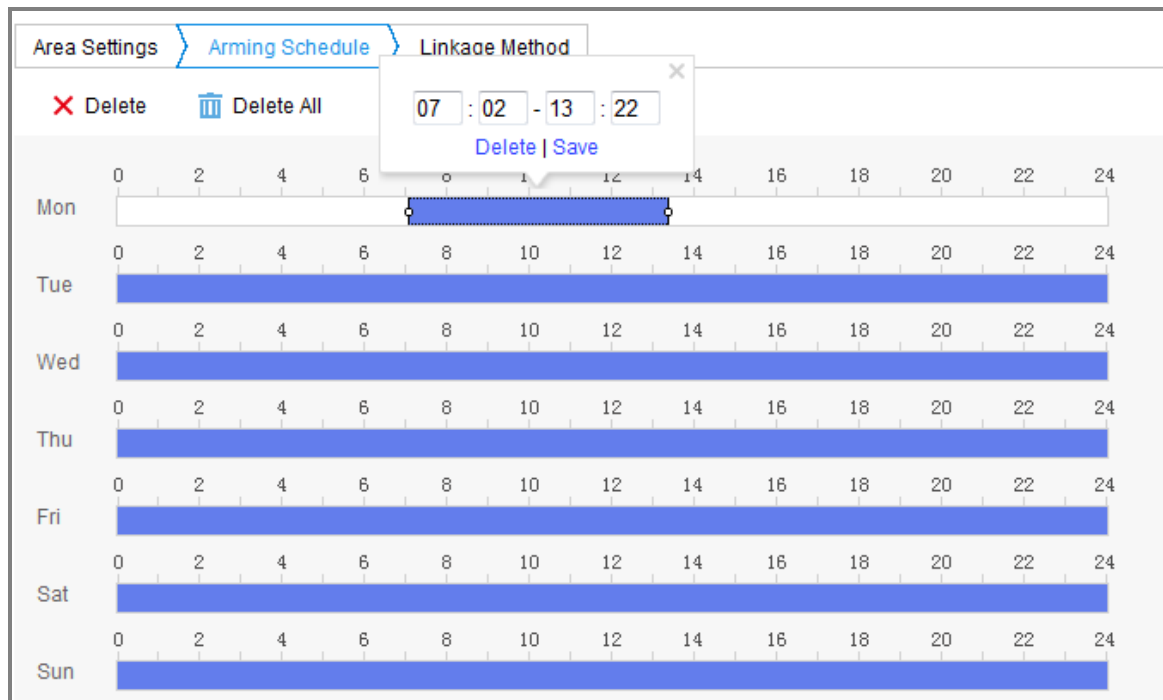 Area Settings Arming Schedule Linkage Method
Delete Delete All
07 : 02 - 13 : 22
Delete | Save
0 2 4 6 8 12 14 16 18 20 22 24
Mon
0 2 4 6 8 10 12 14 16 18 20 22 24
Tue
0 2 4 6 8 10 12 14 16 18 20 22 24
Wed
0 2 4 6 8 10 12 14 16 18 20 22 24
Thu
0 2 4 6 8 10 12 14 16 18 20 22 24
Fri
0 2 4 6 8 10 12 14 16 18 20 22 24
Sat
0 2 4 6 8 10 12 14 16 18 20 22 24
Sun